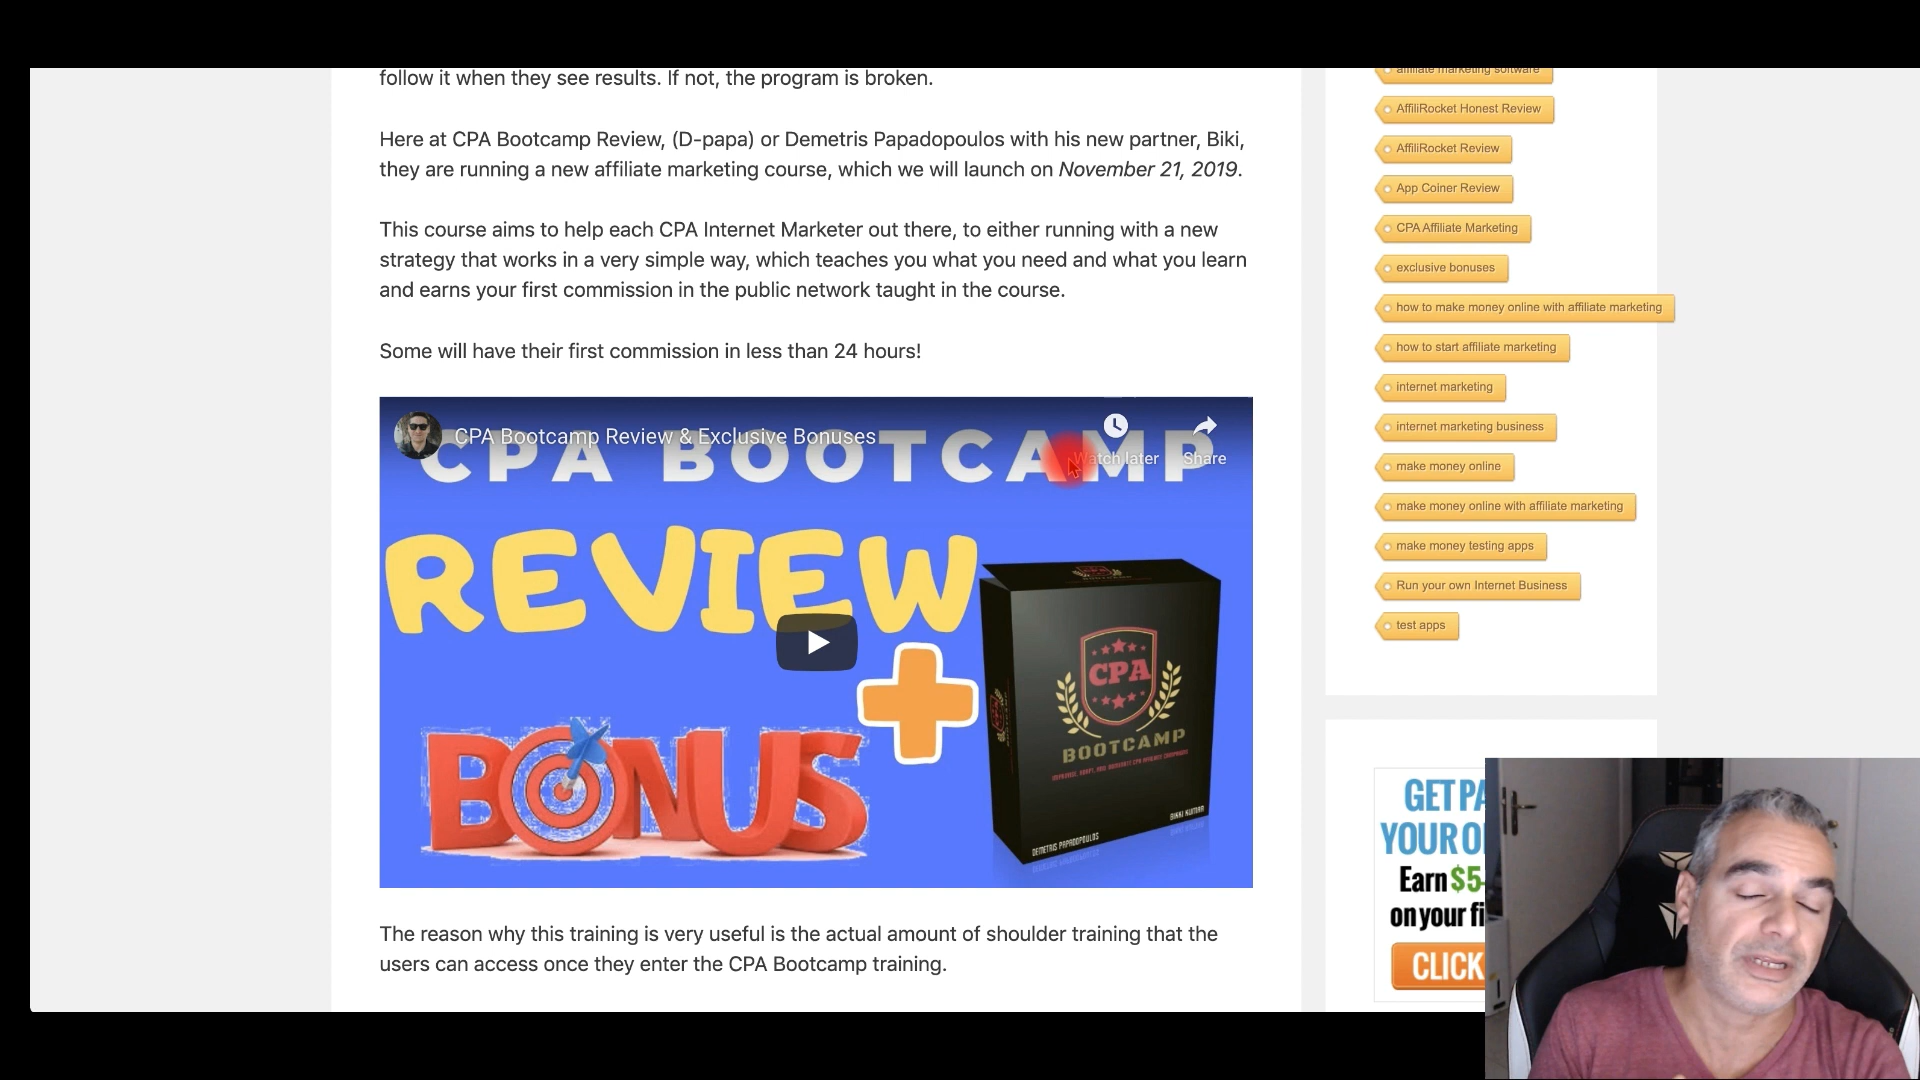 follow it when they see results. If not, the program is broken.
Here at CPA Bootcamp Review, (D-papa) or Demetris Papadopoulos with his new partner, Biki,
they are running a new affiliate marketing course, which we will launch on November 21, 2019.
This course aims to help each CPA Internet Marketer out there, to either running with a new
strategy that works in a very simple way, which teaches you what you need and what you learn
and earns your first commission in the public network taught in the course.
Some will have their first commission in less than 24 hours!
CPA Bootcamp Review & Exclusive Bonuses
Watch later
Share
CPA BOOTCAMP
REVIEW
BONUS
CPA
BOOTCAMP
DEMETRIS PAPADOPOULOS
BIKKI KUMAR
The reason why this training is very useful is the actual amount of shoulder training that the
users can access once they enter the CPA Bootcamp training.
affiliate marketing software
AffiliRocket Honest Review
AffiliRocket Review
App Coiner Review
CPA Affiliate Marketing
exclusive bonuses
how to make money online with affiliate marketing
how to start affiliate marketing
internet marketing
internet marketing business
make money online
make money online with affiliate marketing
make money testing apps
Run your own Internet Business
test apps
GET PA
YOUR O
Earn $5
on your fi
CLICK